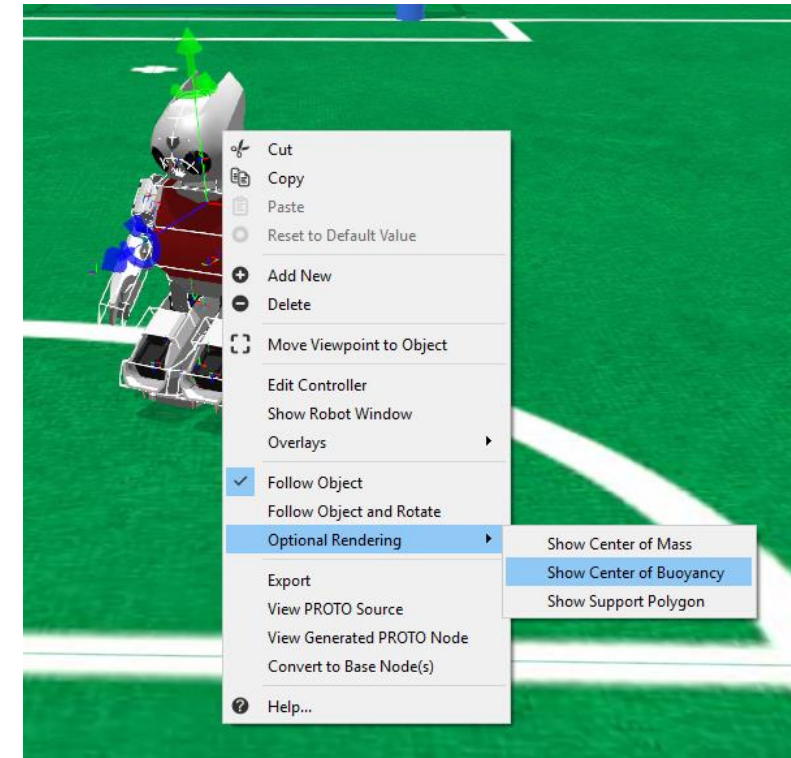 Cut
Copy
Paste
Reset to Default Value
Add New
Delete
Move Viewpoint to Object
Edit Controller
Show Robot Window
Overlays
Follow Object
Follow Object and Rotate
Optional Rendering
Show Center of Mass
Show Center of Buoyancy
Show Support Polygon
Export
View PROTO Source
View Generated PROTO Node
Convert to Base Node(s)
Help...